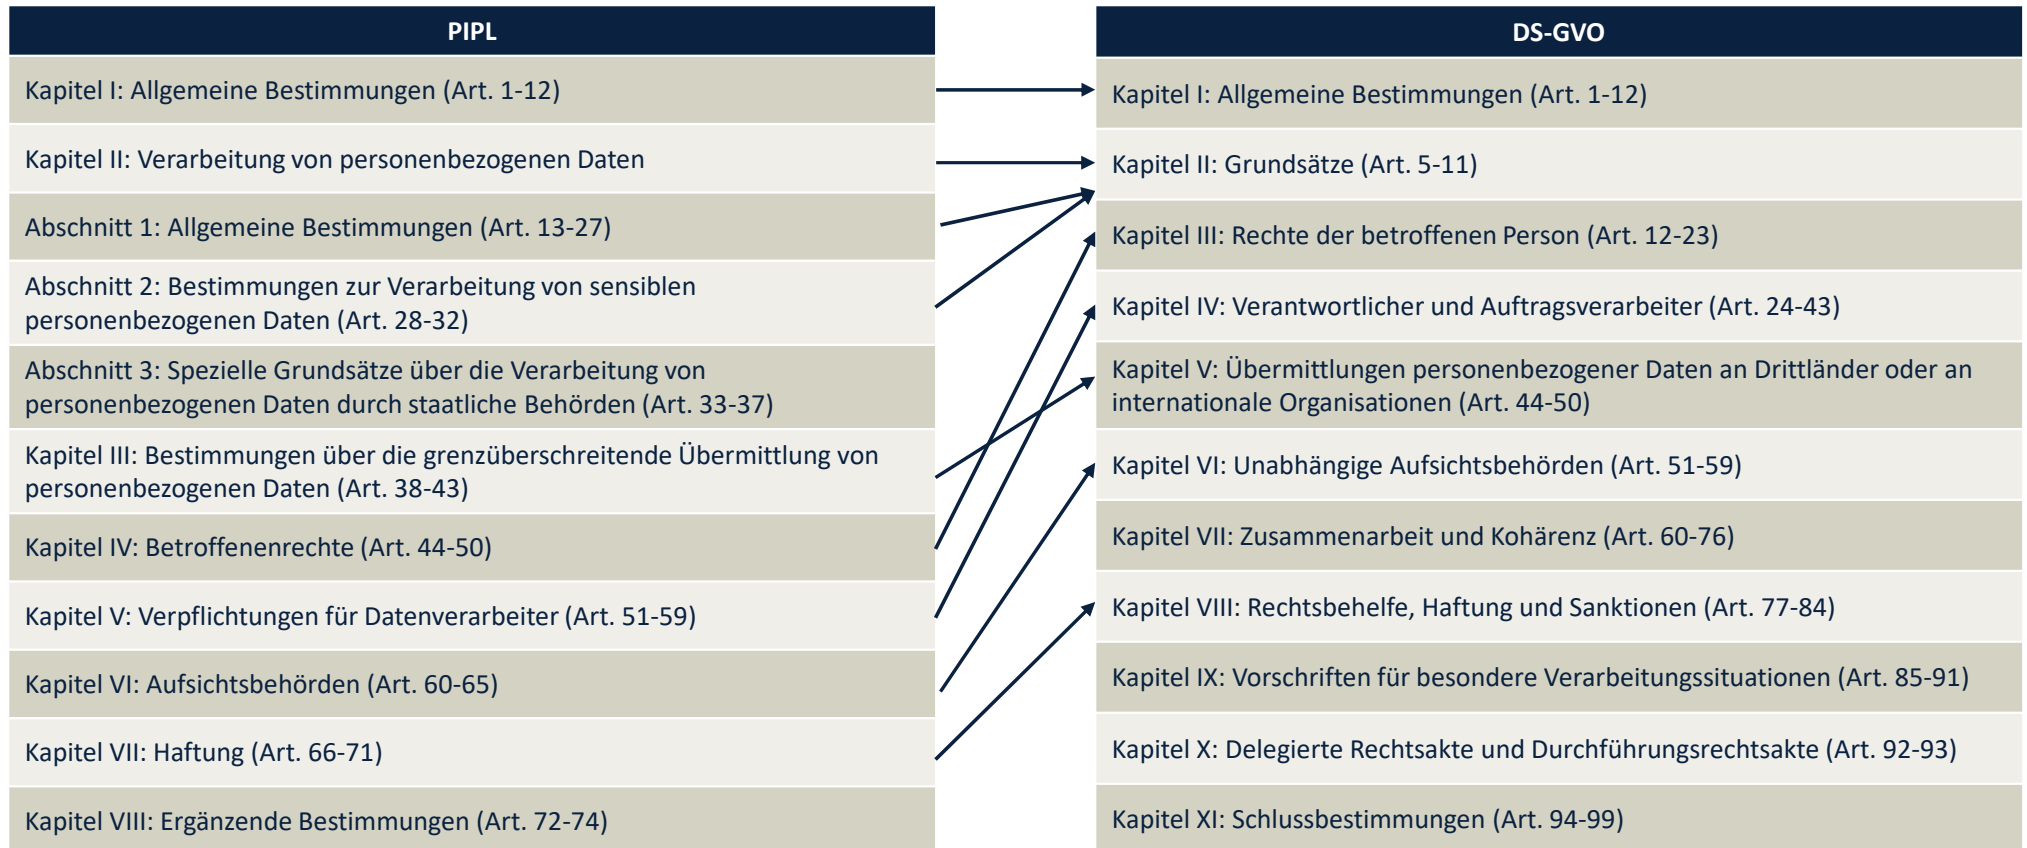 PIPL
Kapitel I: Allgemeine Bestimmungen (Art. 1-12)
Kapitel II: Verarbeitung von personenbezogenen Daten
Abschnitt 1: Allgemeine Bestimmungen (Art. 13-27)
Abschnitt 2: Bestimmungen zur Verarbeitung von sensiblen
personenbezogenen Daten (Art. 28-32)
Abschnitt 3: Spezielle Grundsätze über die Verarbeitung von
personenbezogenen Daten durch staatliche Behörden (Art. 33-37)
Kapitel III: Bestimmungen über die grenzüberschreitende Übermittlung von
personenbezogenen Daten (Art. 38-43)
Kapitel IV: Betroffenenrechte (Art. 44-50)
Kapitel V: Verpflichtungen für Datenverarbeiter (Art. 51-59)
Kapitel VI: Aufsichtsbehörden (Art. 60-65)
Kapitel VII: Haftung (Art. 66-71)
Kapitel VIII: Ergänzende Bestimmungen (Art. 72-74)
DS-GVO
Kapitel I: Allgemeine Bestimmungen (Art. 1-12)
Kapitel II: Grundsätze (Art. 5-11)
Kapitel III: Rechte der betroffenen Person (Art. 12-23)
Kapitel IV: Verantwortlicher und Auftragsverarbeiter (Art. 24-43)
Kapitel V: Übermittlungen personenbezogener Daten an Drittländer oder an
internationale Organisationen (Art. 44-50)
Kapitel VI: Unabhängige Aufsichtsbehörden (Art. 51-59)
Kapitel VII: Zusammenarbeit und Kohärenz (Art. 60-76)
Kapitel VIII: Rechtsbehelfe, Haftung und Sanktionen (Art. 77-84)
Kapitel IX: Vorschriften für besondere Verarbeitungssituationen (Art. 85-91)
Kapitel X: Delegierte Rechtsakte und Durchführungsrechtsakte (Art. 92-93)
Kapitel XI: Schlussbestimmungen (Art. 94-99)